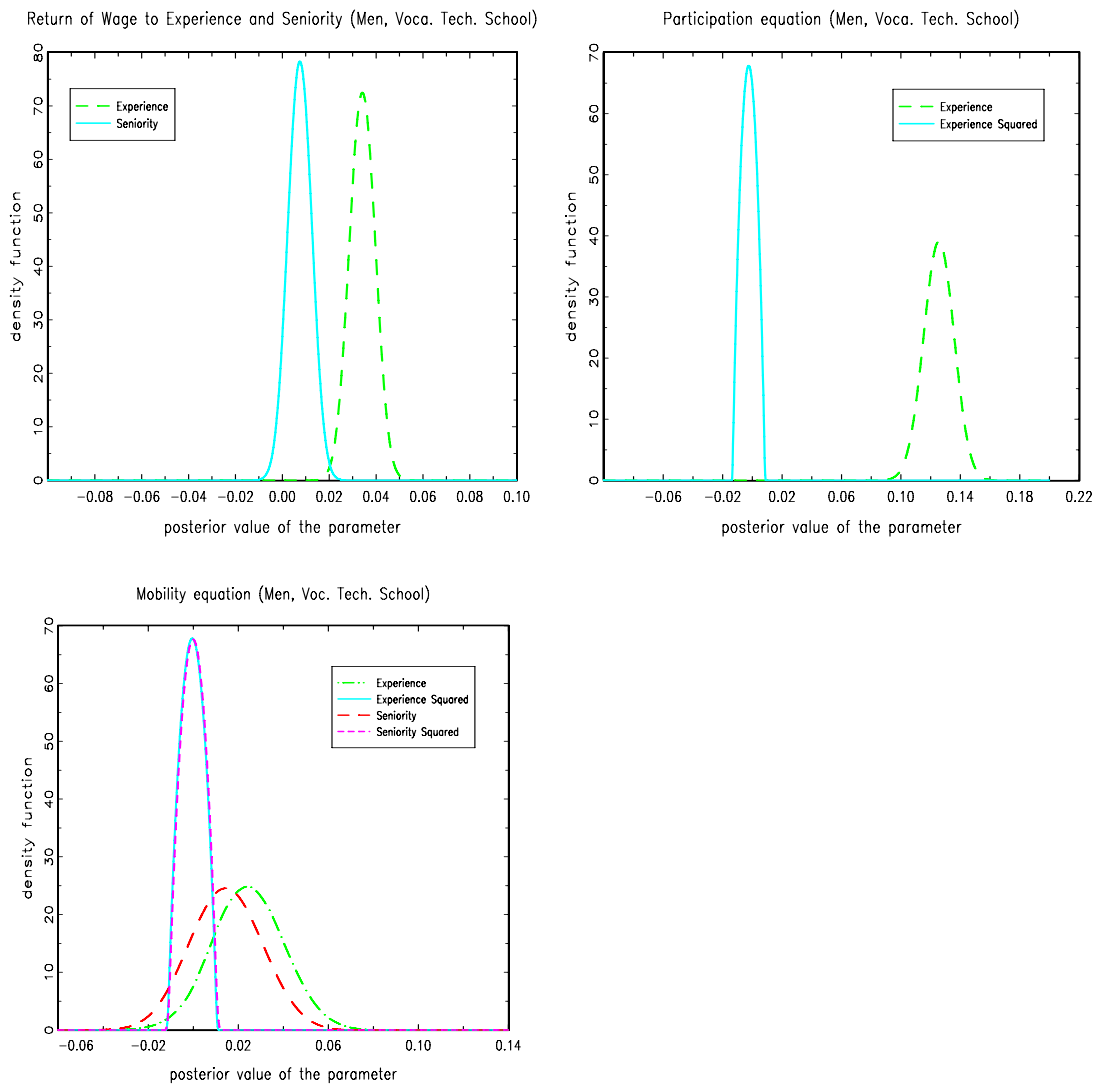 Return of Wage to Experience and Seniority (Men, Voca. Tech. School)
density function
80
70
60
50
40
30
20
10
0
Experience
Seniority
-0.08 -0.06 -0.04 -0.02 0.00 0.02 0.04 0.06 0.08 0.10
posterior value of the parameter
Participation equation (Men, Voca. Tech. School)
density function
70
60
50
40
30
20
10
0
Experience
Experience Squared
-0.06 -0.02 0.02 0.06 0.10 0.14 0.18 0.22
posterior value of the parameter
Mobility equation (Men, Voc. Tech. School)
density function
70
60
50
40
30
20
10
0
Experience
Experience Squared
Seniority
Seniority Squared
-0.06 -0.02 0.02 0.06 0.10 0.14
posterior value of the parameter